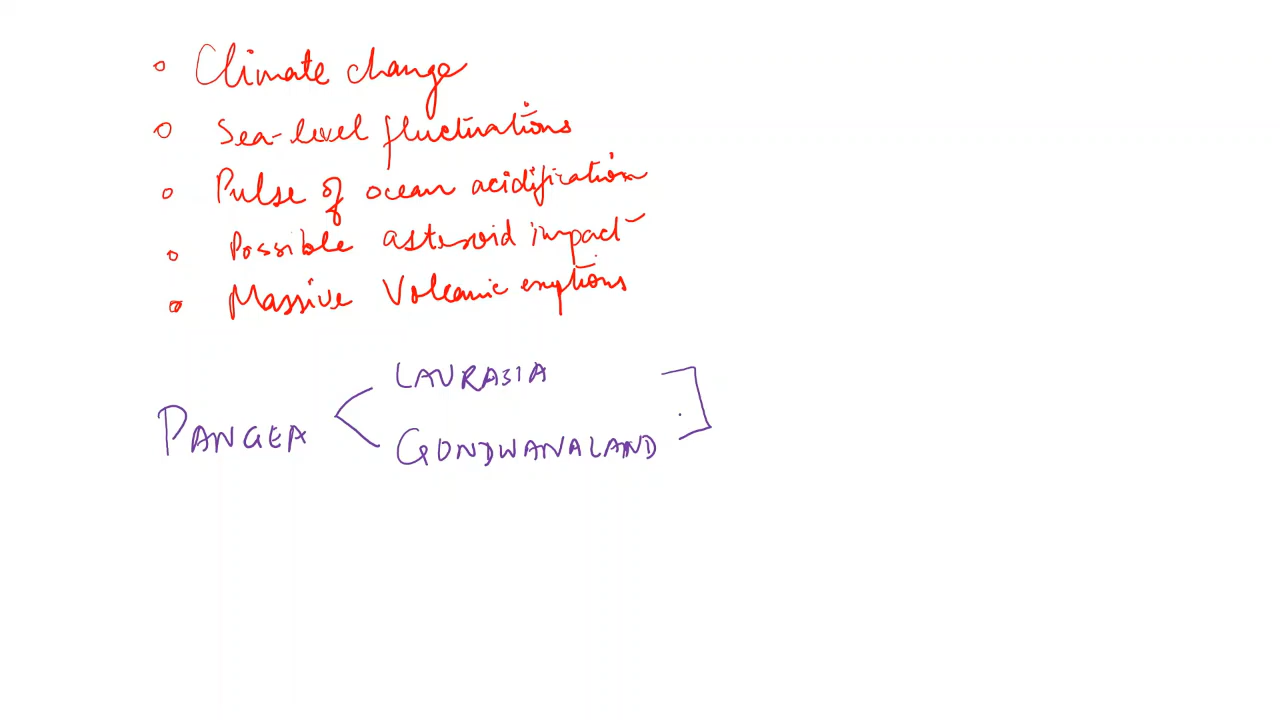 Climate change
Sea-level fluctuations
Pulse of ocean acidification
Possible asteroid impact
Massive Volcanic eruptions
LAURASIA
PANGEA
GONDWANALAND